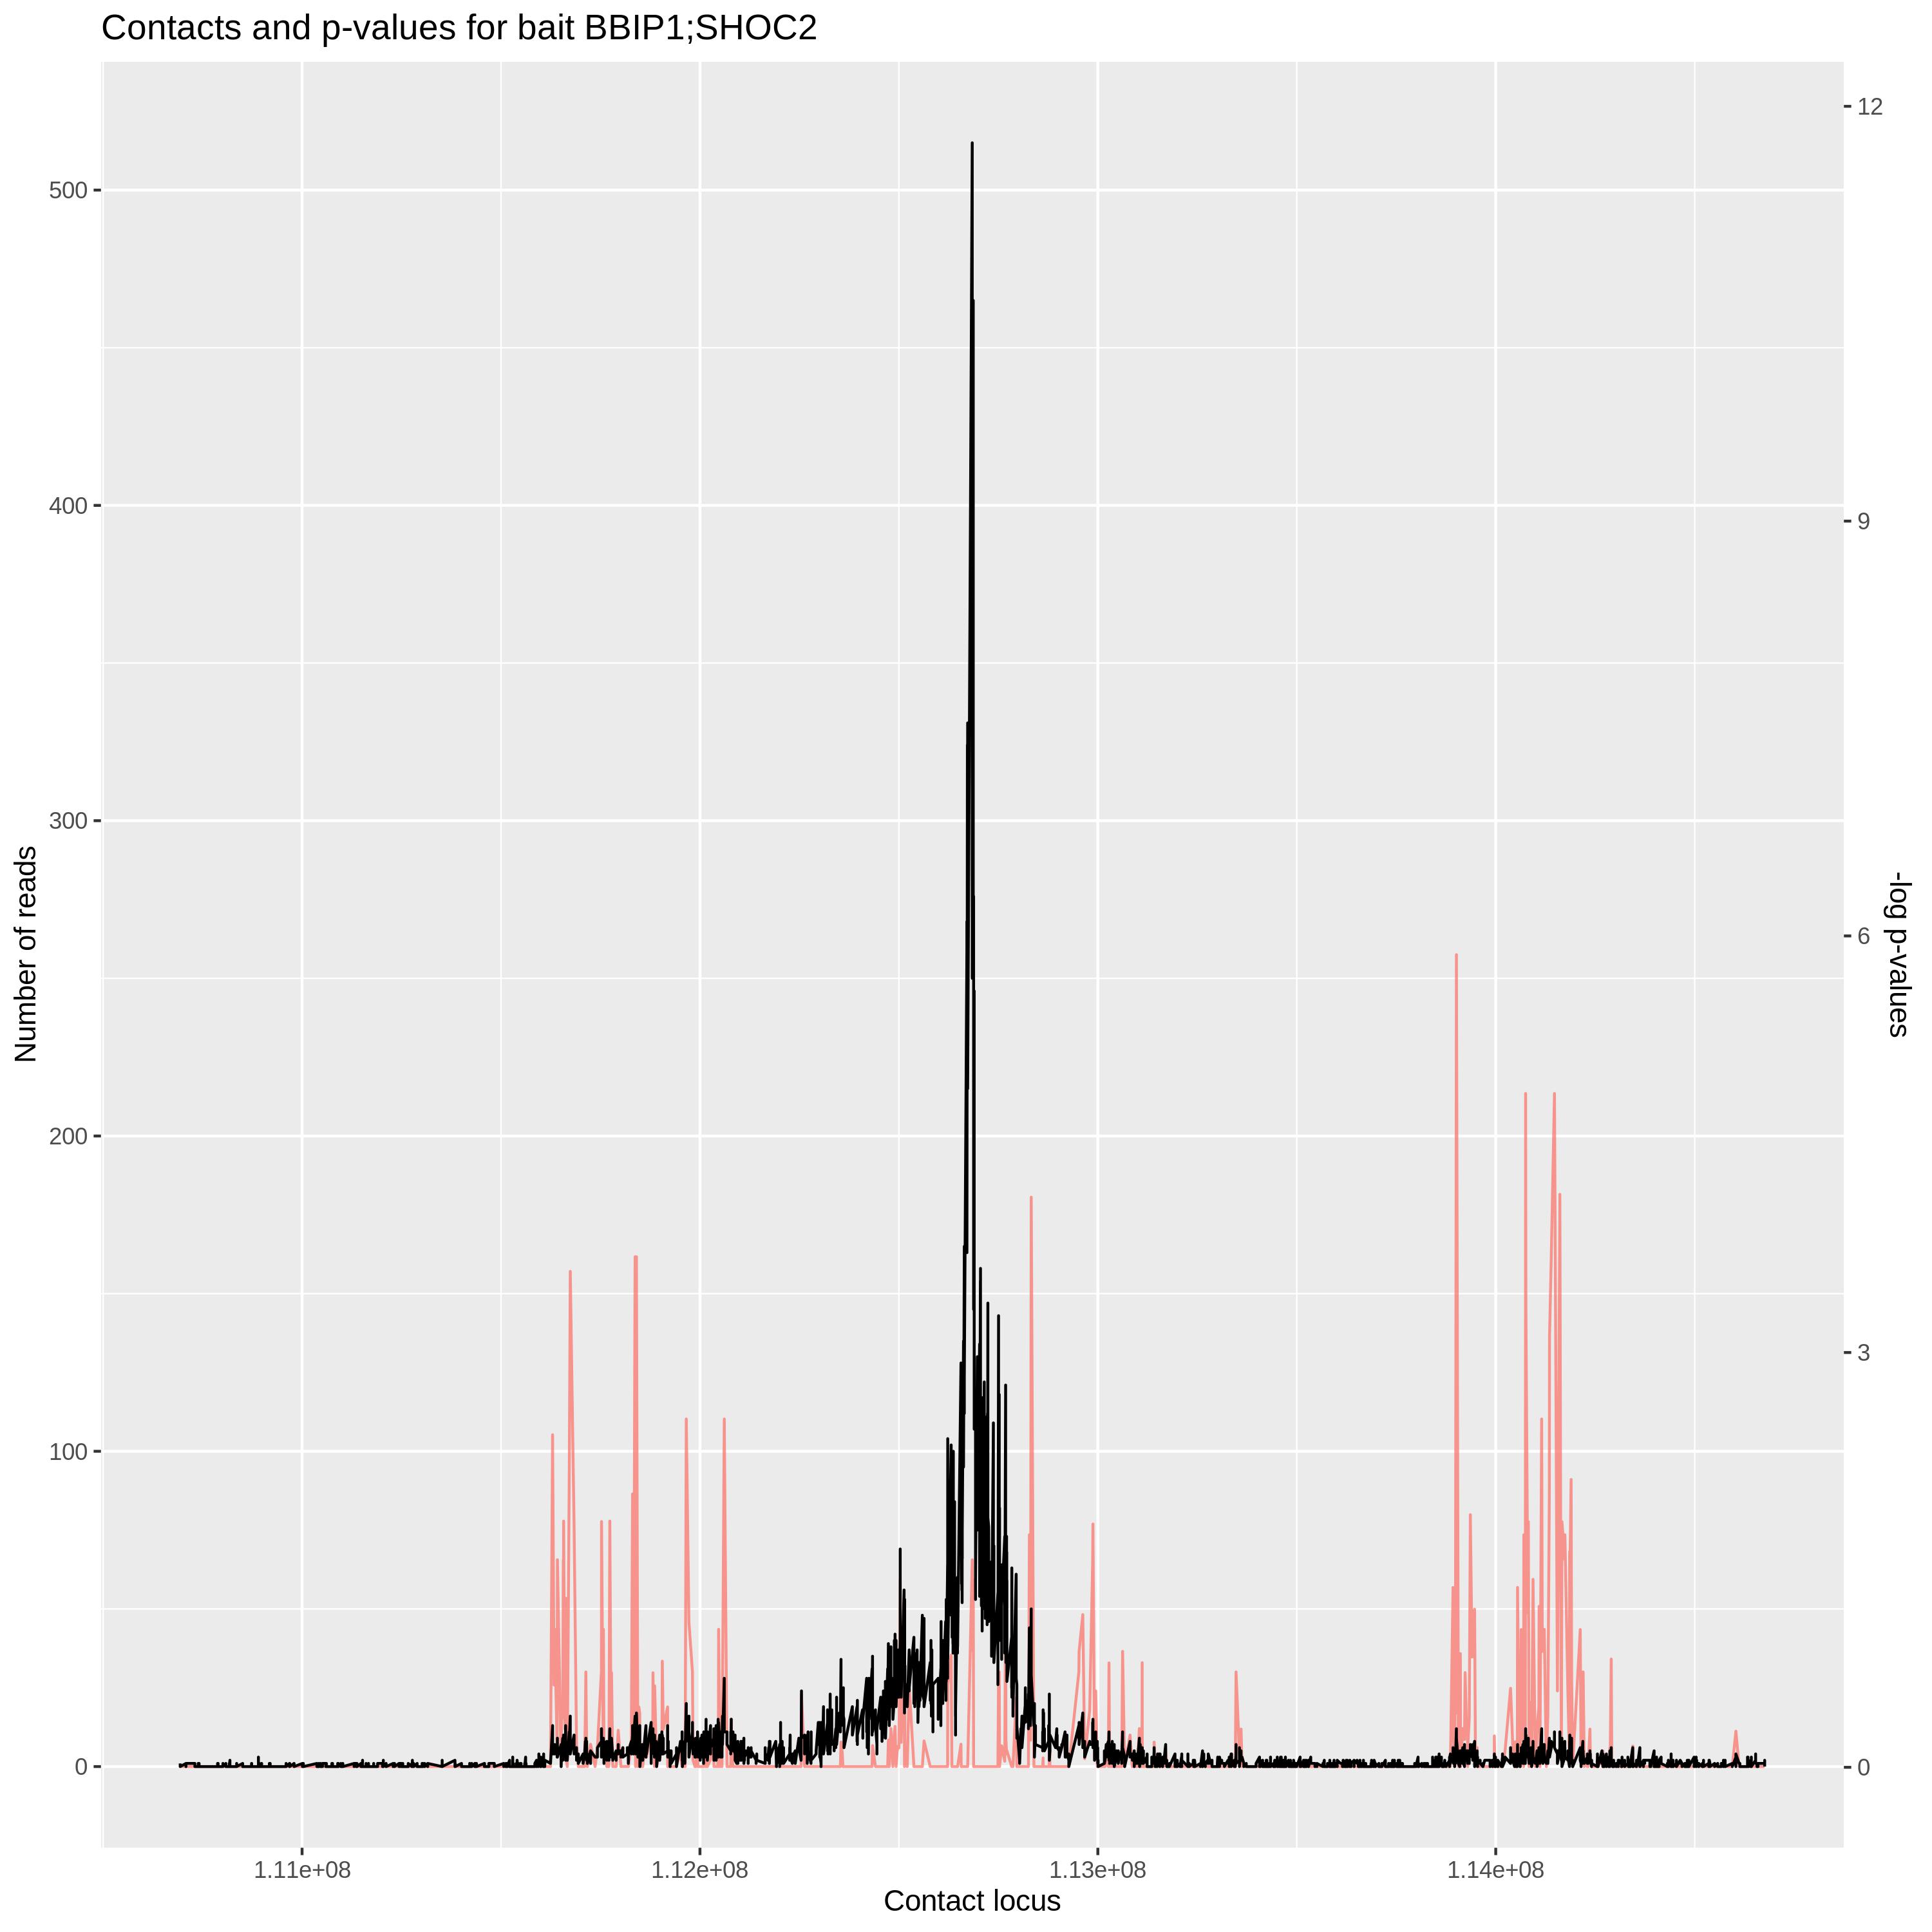 Contacts and p-values for bait BBIP1;SHOC2
12
500
400
9
300
Number of reads
6
-log p-values
200
3
100
0
0
1.11e+08
1.12e+08
1.13e+08
1.14e+08
Contact locus